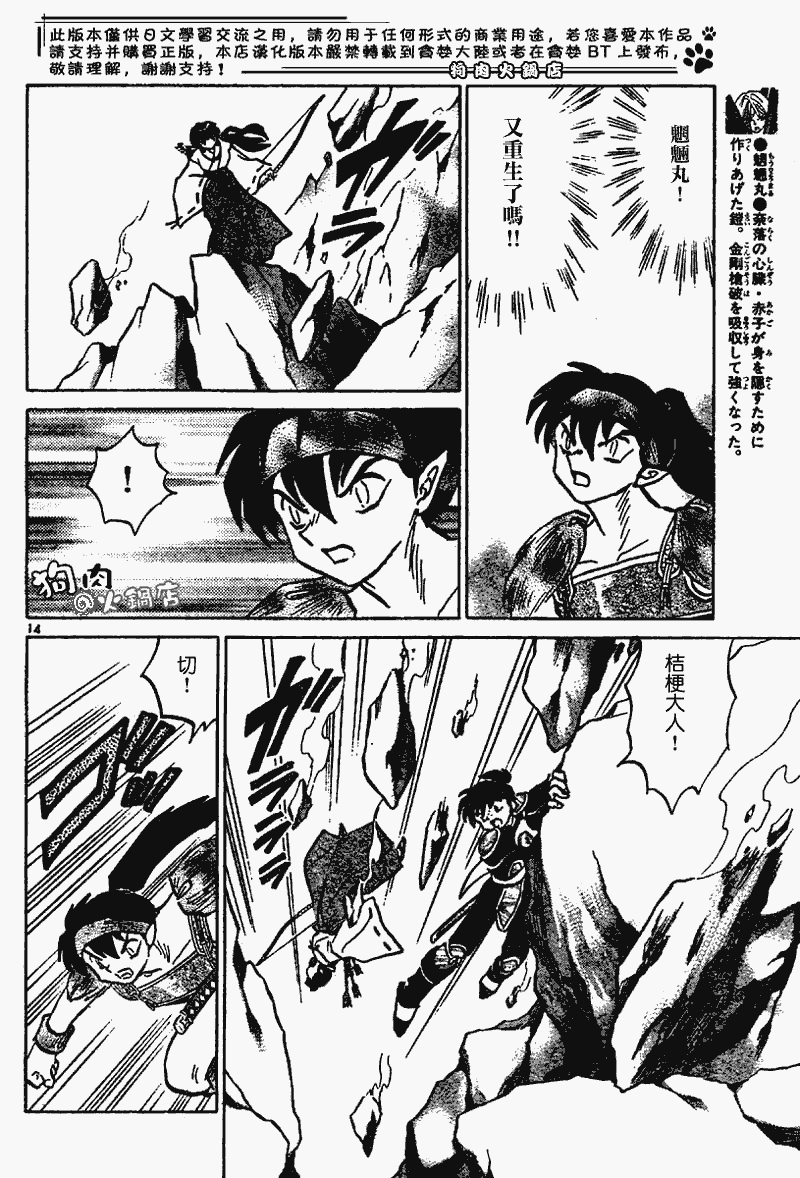 此版本僅供日文學習交流之用，請勿用于任何形式的商業用途，若您喜愛本作品
請支持并購買正版，本店漢化版本嚴禁轉載到貪婪大陸或者在貪婪BT上發布，
敬請理解，謝謝支持！
狗肉火鍋店
●魍魎丸●奈落の心臓・赤子が身を隠すために
作りあげた鎧。金剛槍破を吸収して強くなった。
魍魎丸！
又重生了嗎!!
ガラ
！
狗肉
@火鍋店
14
桔梗大人！
ガラ
切！
ゴオ